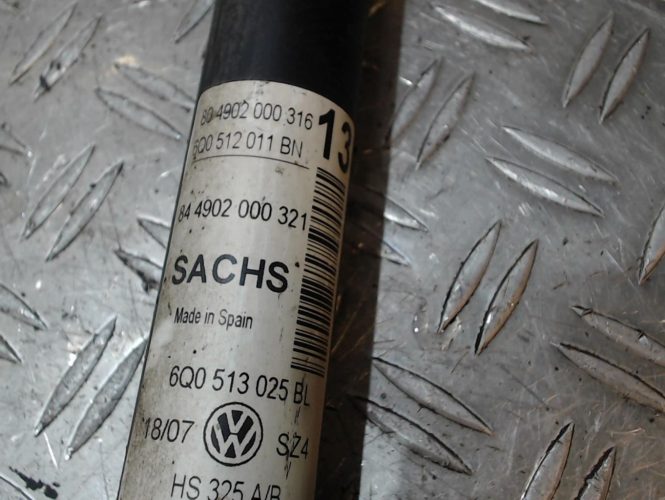 84 4902 000 316
6Q0 512 011 BN
13
84 4902 000 321
SACHS
Made in Spain
6Q0 513 025 BL
18/07 SZ4
HS 325 A/B